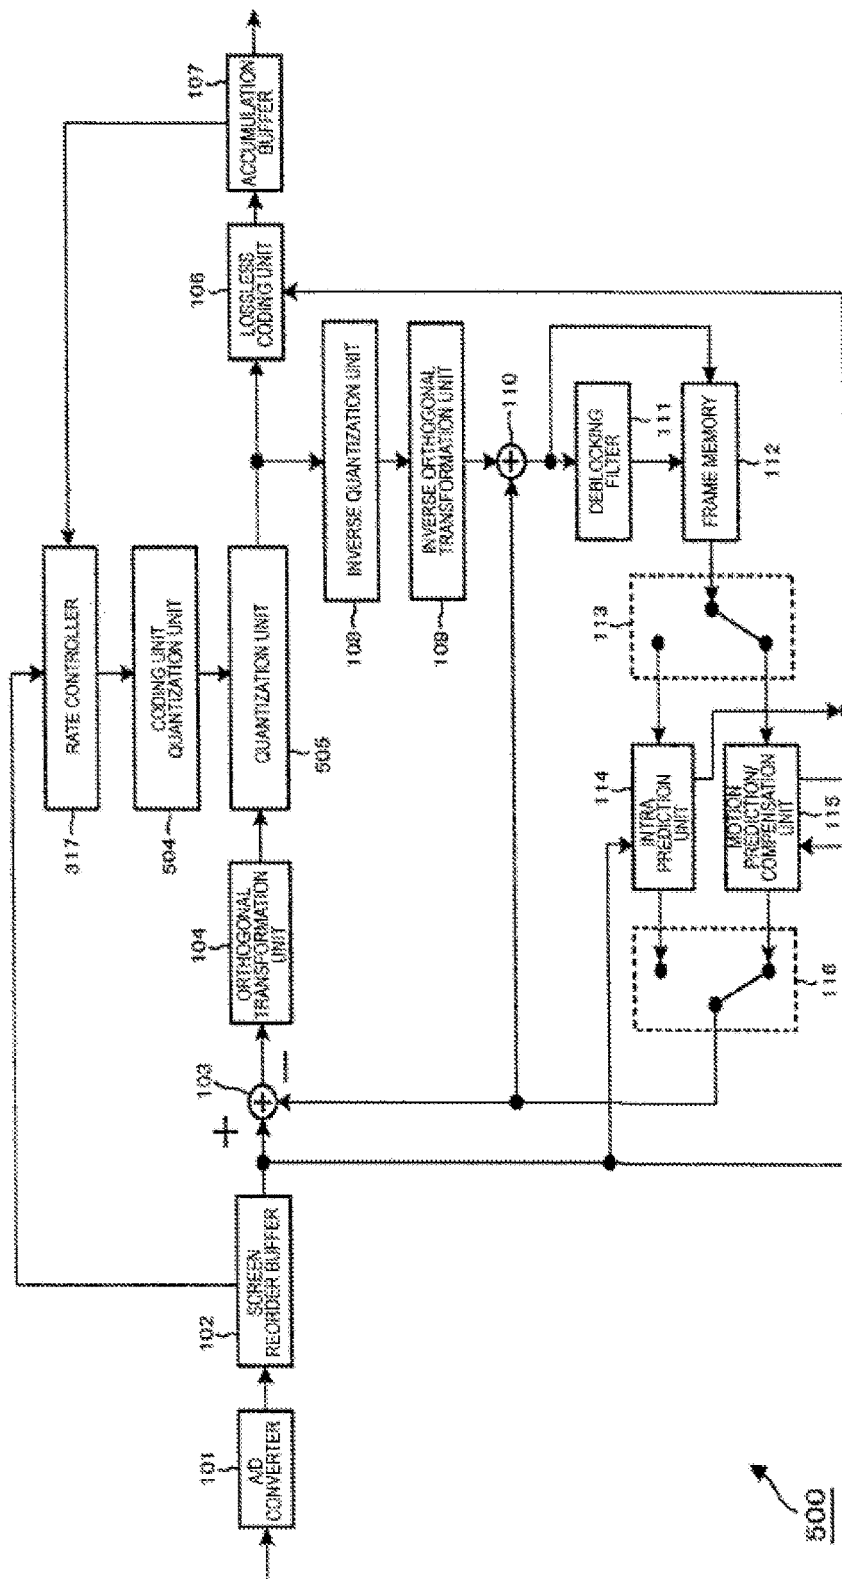 500
101
A/D
CONVERTER
102
SCREEN
REORDER BUFFER
+
103
−
104
ORTHOGONAL
TRANSFORMATION
UNIT
317
RATE CONTROLLER
504
CODING UNIT
QUANTIZATION UNIT
QUANTIZATION UNIT
505
106
LOSSLESS
CODING UNIT
107
ACCUMULATION
BUFFER
INVERSE QUANTIZATION UNIT
108
INVERSE ORTHOGONAL
TRANSFORMATION UNIT
109
110
DEBLOCKING
FILTER
111
FRAME MEMORY
112
113
114
INTRA
PREDICTION
UNIT
MOTION
PREDICTION/
COMPENSATION
UNIT
115
116